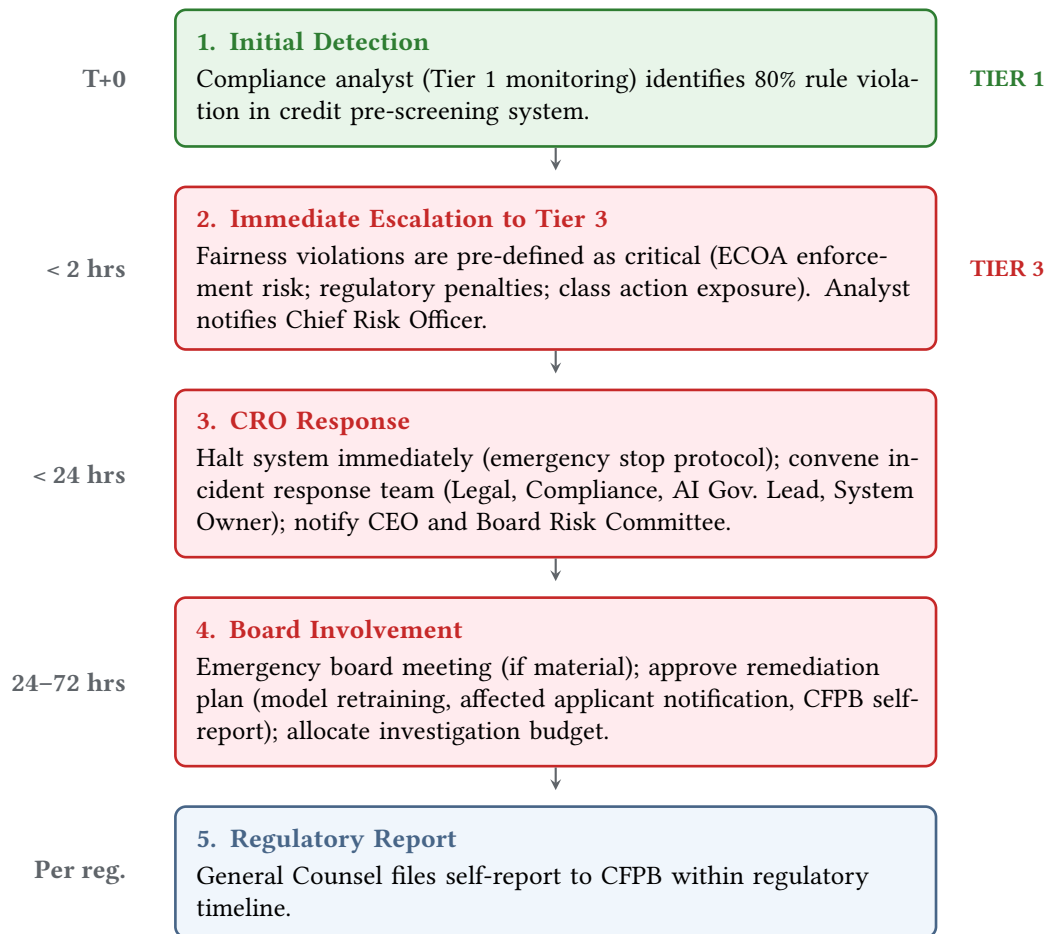 1. Initial Detection
T+0
Compliance analyst (Tier 1 monitoring) identifies 80% rule viola-
tion in credit pre-screening system.
TIER 1
2. Immediate Escalation to Tier 3
< 2 hrs
Fairness violations are pre-defined as critical (ECOA enforce-
ment risk; regulatory penalties; class action exposure). Analyst
notifies Chief Risk Officer.
TIER 3
3. CRO Response
< 24 hrs
Halt system immediately (emergency stop protocol); convene in-
cident response team (Legal, Compliance, AI Gov. Lead, System
Owner); notify CEO and Board Risk Committee.
4. Board Involvement
24–72 hrs
Emergency board meeting (if material); approve remediation
plan (model retraining, affected applicant notification, CFPB self-
report); allocate investigation budget.
5. Regulatory Report
Per reg.
General Counsel files self-report to CFPB within regulatory
timeline.